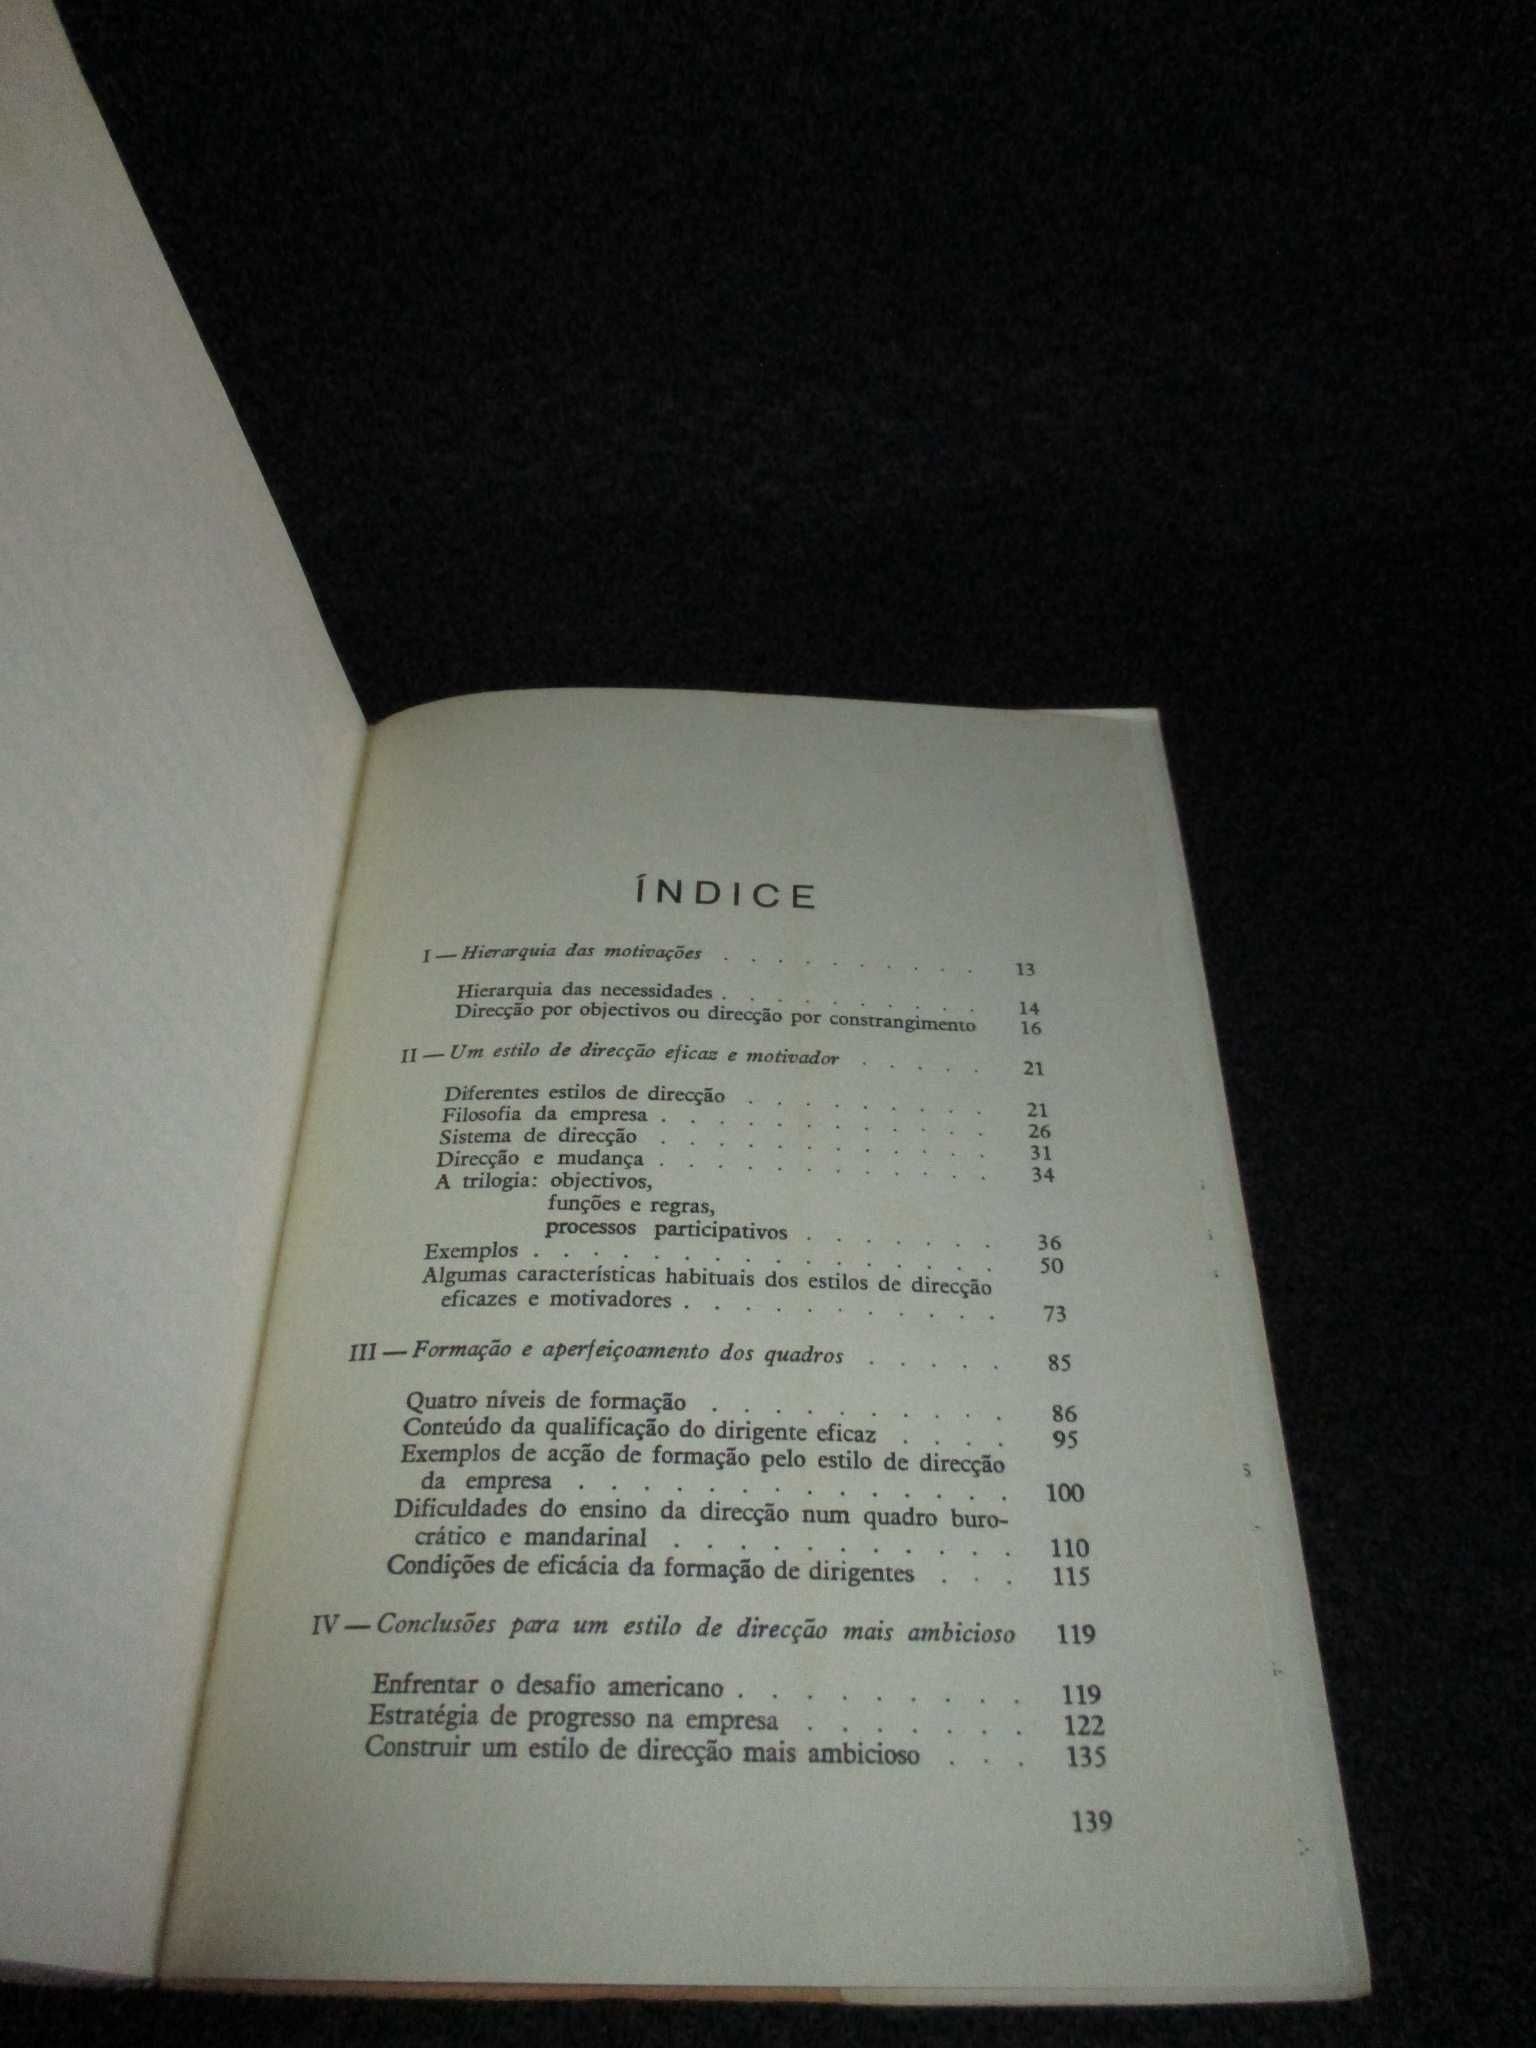 ÍNDICE
I — Hierarquia das motivações . . . . . . . . . . 13
Hierarquia das necessidades . . . . . . . . . . 14
Direcção por objectivos ou direcção por constrangimento 16
II — Um estilo de direcção eficaz e motivador . . . . . 21
Diferentes estilos de direcção . . . . . . . . . 21
Filosofia da empresa . . . . . . . . . . . . 26
Sistema de direcção . . . . . . . . . . . . 31
Direcção e mudança . . . . . . . . . . . . 34
A trilogia: objectivos,
funções e regras,
processos participativos . . . . . . . 36
Exemplos . . . . . . . . . . . . . . . . 50
Algumas características habituais dos estilos de direcção
eficazes e motivadores . . . . . . . . . . . 73
III — Formação e aperfeiçoamento dos quadros . . . . . 85
Quatro níveis de formação . . . . . . . . . . 86
Conteúdo da qualificação do dirigente eficaz . . . . 95
Exemplos de acção de formação pelo estilo de direcção
da empresa . . . . . . . . . . . . . . 100
Dificuldades do ensino da direcção num quadro buro-
crático e mandarinal . . . . . . . . . . . 110
Condições de eficácia da formação de dirigentes . . . 115
IV — Conclusões para um estilo de direcção mais ambicioso 119
Enfrentar o desafio americano . . . . . . . . . 119
Estratégia de progresso na empresa . . . . . . . 122
Construir um estilo de direcção mais ambicioso . . . 135
139